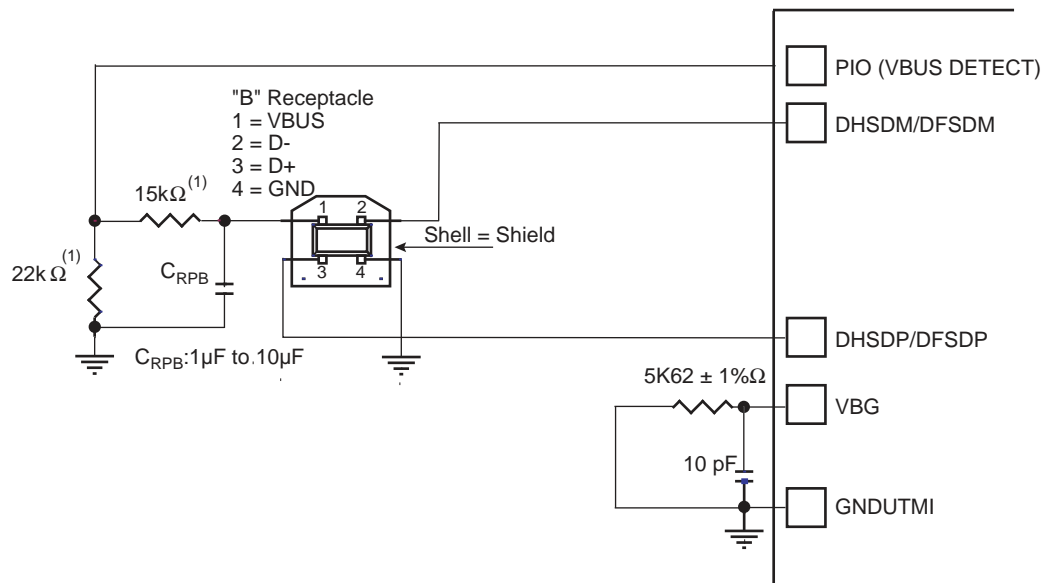 PIO (VBUS DETECT)
"B" Receptacle
1 = VBUS
2 = D-
3 = D+
4 = GND
DHSDM/DFSDM
15kΩ(1)
1 2
Shell = Shield
22k Ω(1)
CRPB
3 4
CRPB:1µF to 10µF
DHSDP/DFSDP
5K62 ± 1%Ω
VBG
10 pF
GNDUTMI